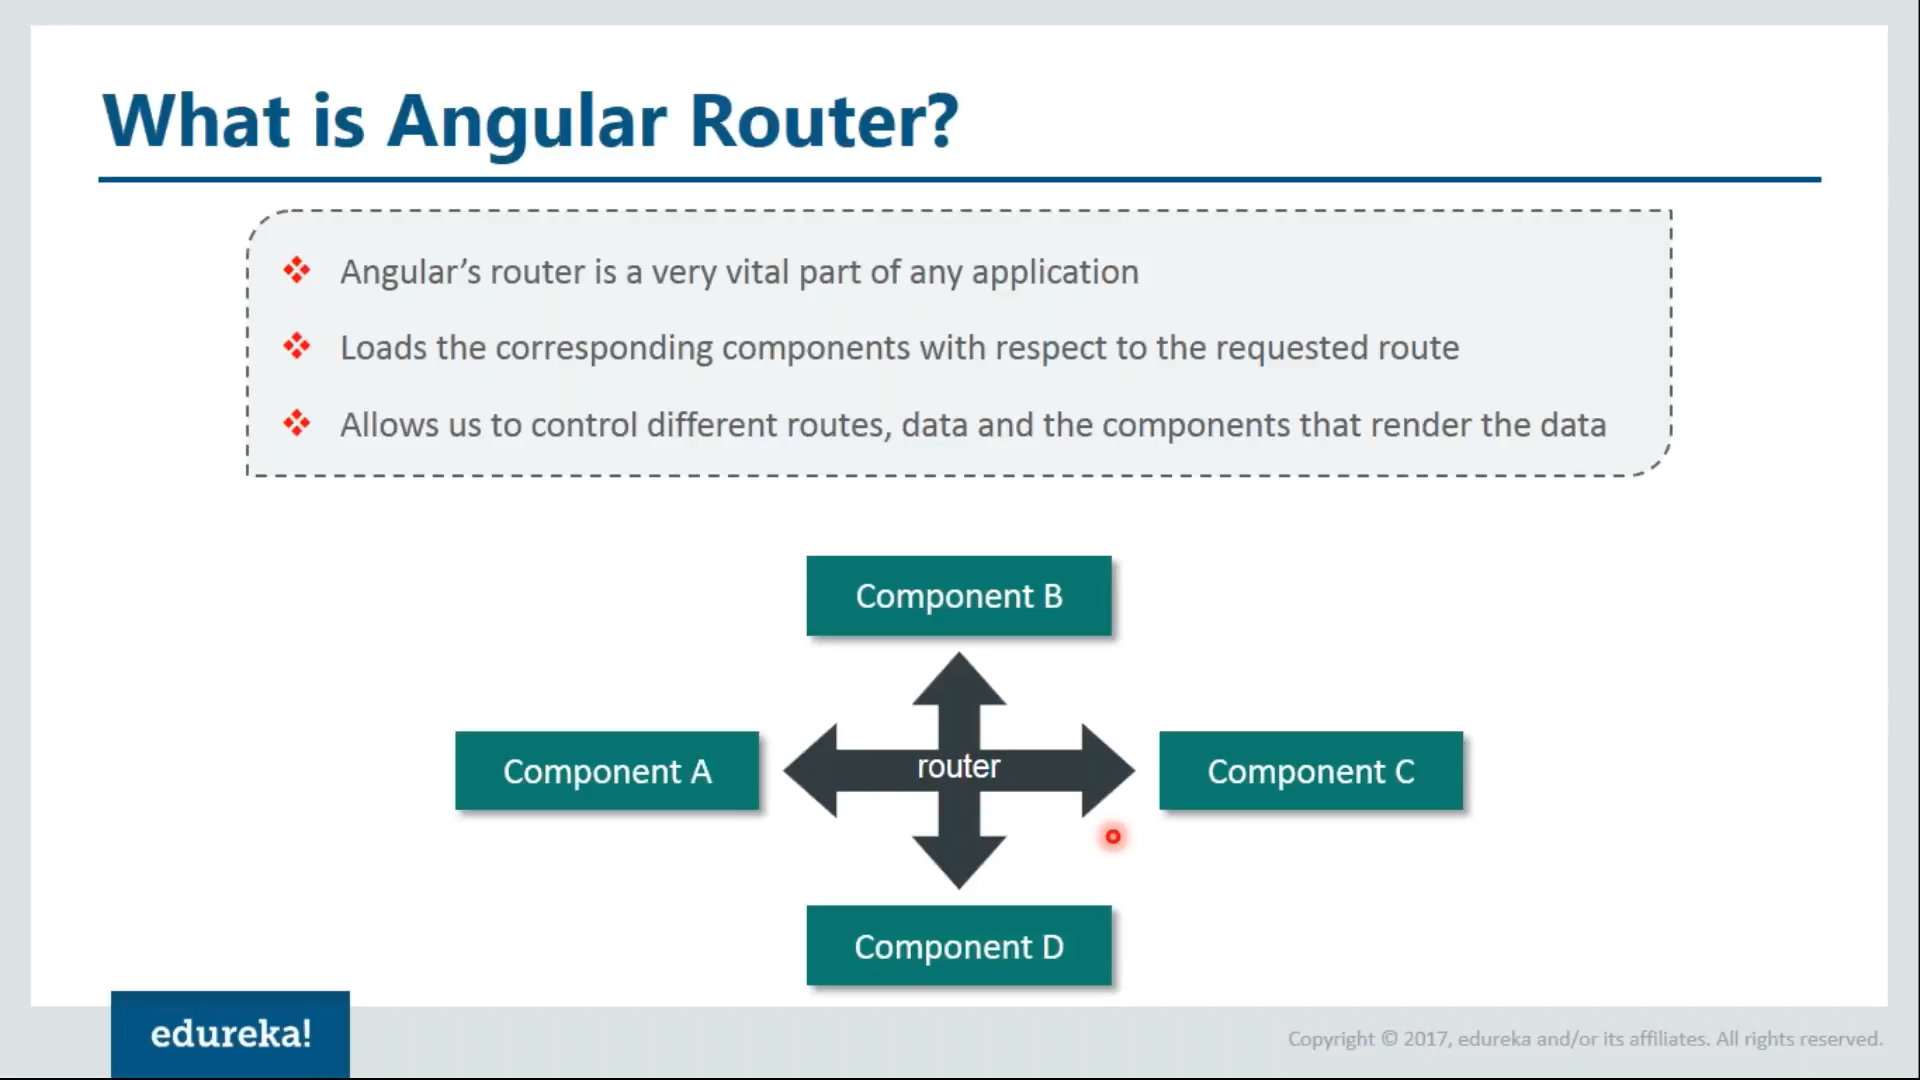 What is Angular Router?
Angular’s router is a very vital part of any application
Loads the corresponding components with respect to the requested route
Allows us to control different routes, data and the components that render the data
Component B
Component A
router
Component C
Component D
edureka!
Copyright © 2017, edureka and/or its affiliates. All rights reserved.